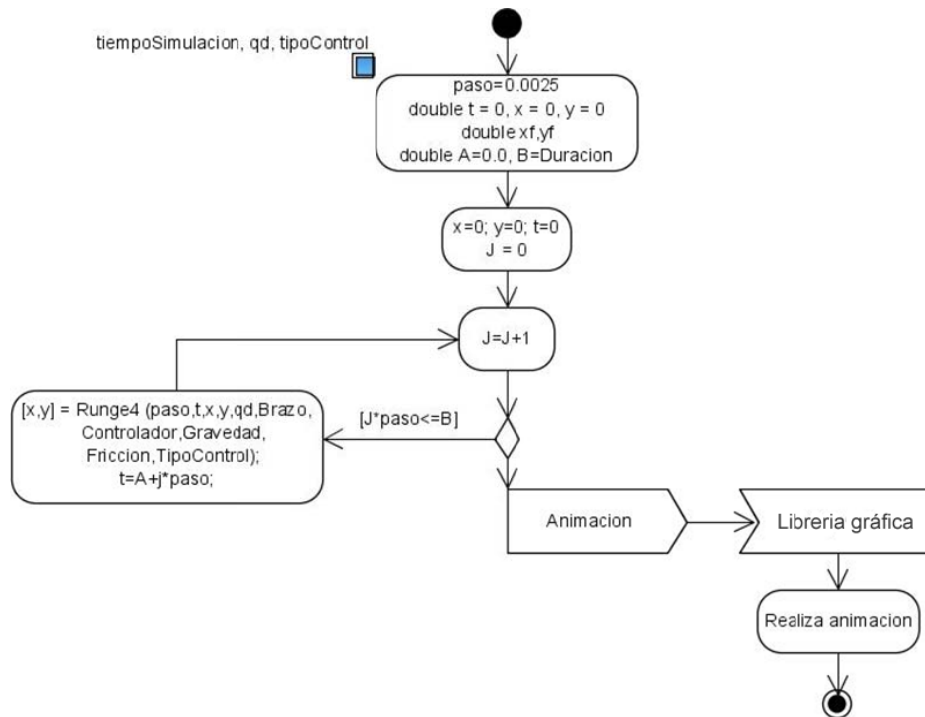 tiempoSimulacion, qd, tipoControl
paso=0.0025
double t = 0, x = 0, y = 0
double xf,yf
double A=0.0, B=Duracion
x=0; y=0; t=0
J = 0
J=J+1
[x,y] = Runge4 (paso,t,x,y,qd,Brazo,
Controlador,Gravedad,
Friccion,TipoControl);
t=A+j*paso;
[J*paso<=B]
Animacion
Libreria gráfica
Realiza animacion